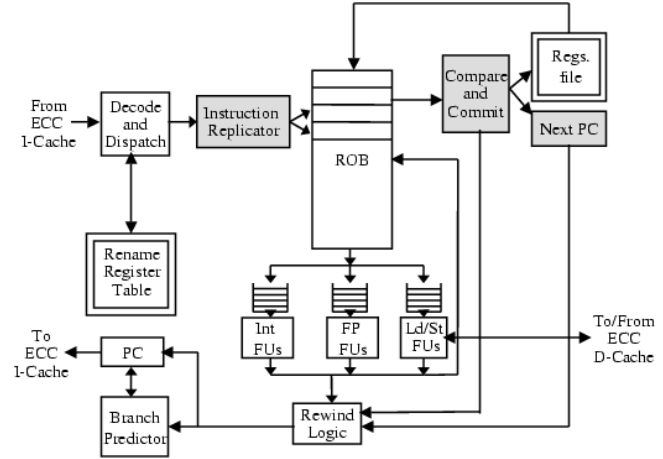 From
ECC
I-Cache
Decode
and
Dispatch
Instruction
Replicator
ROB
Compare
and
Commit
Regs.
file
Next PC
Rename
Register
Table
Int
FUs
FP
FUs
Ld/St
FUs
To/From
ECC
D-Cache
To
ECC
I-Cache
PC
Branch
Predictor
Rewind
Logic